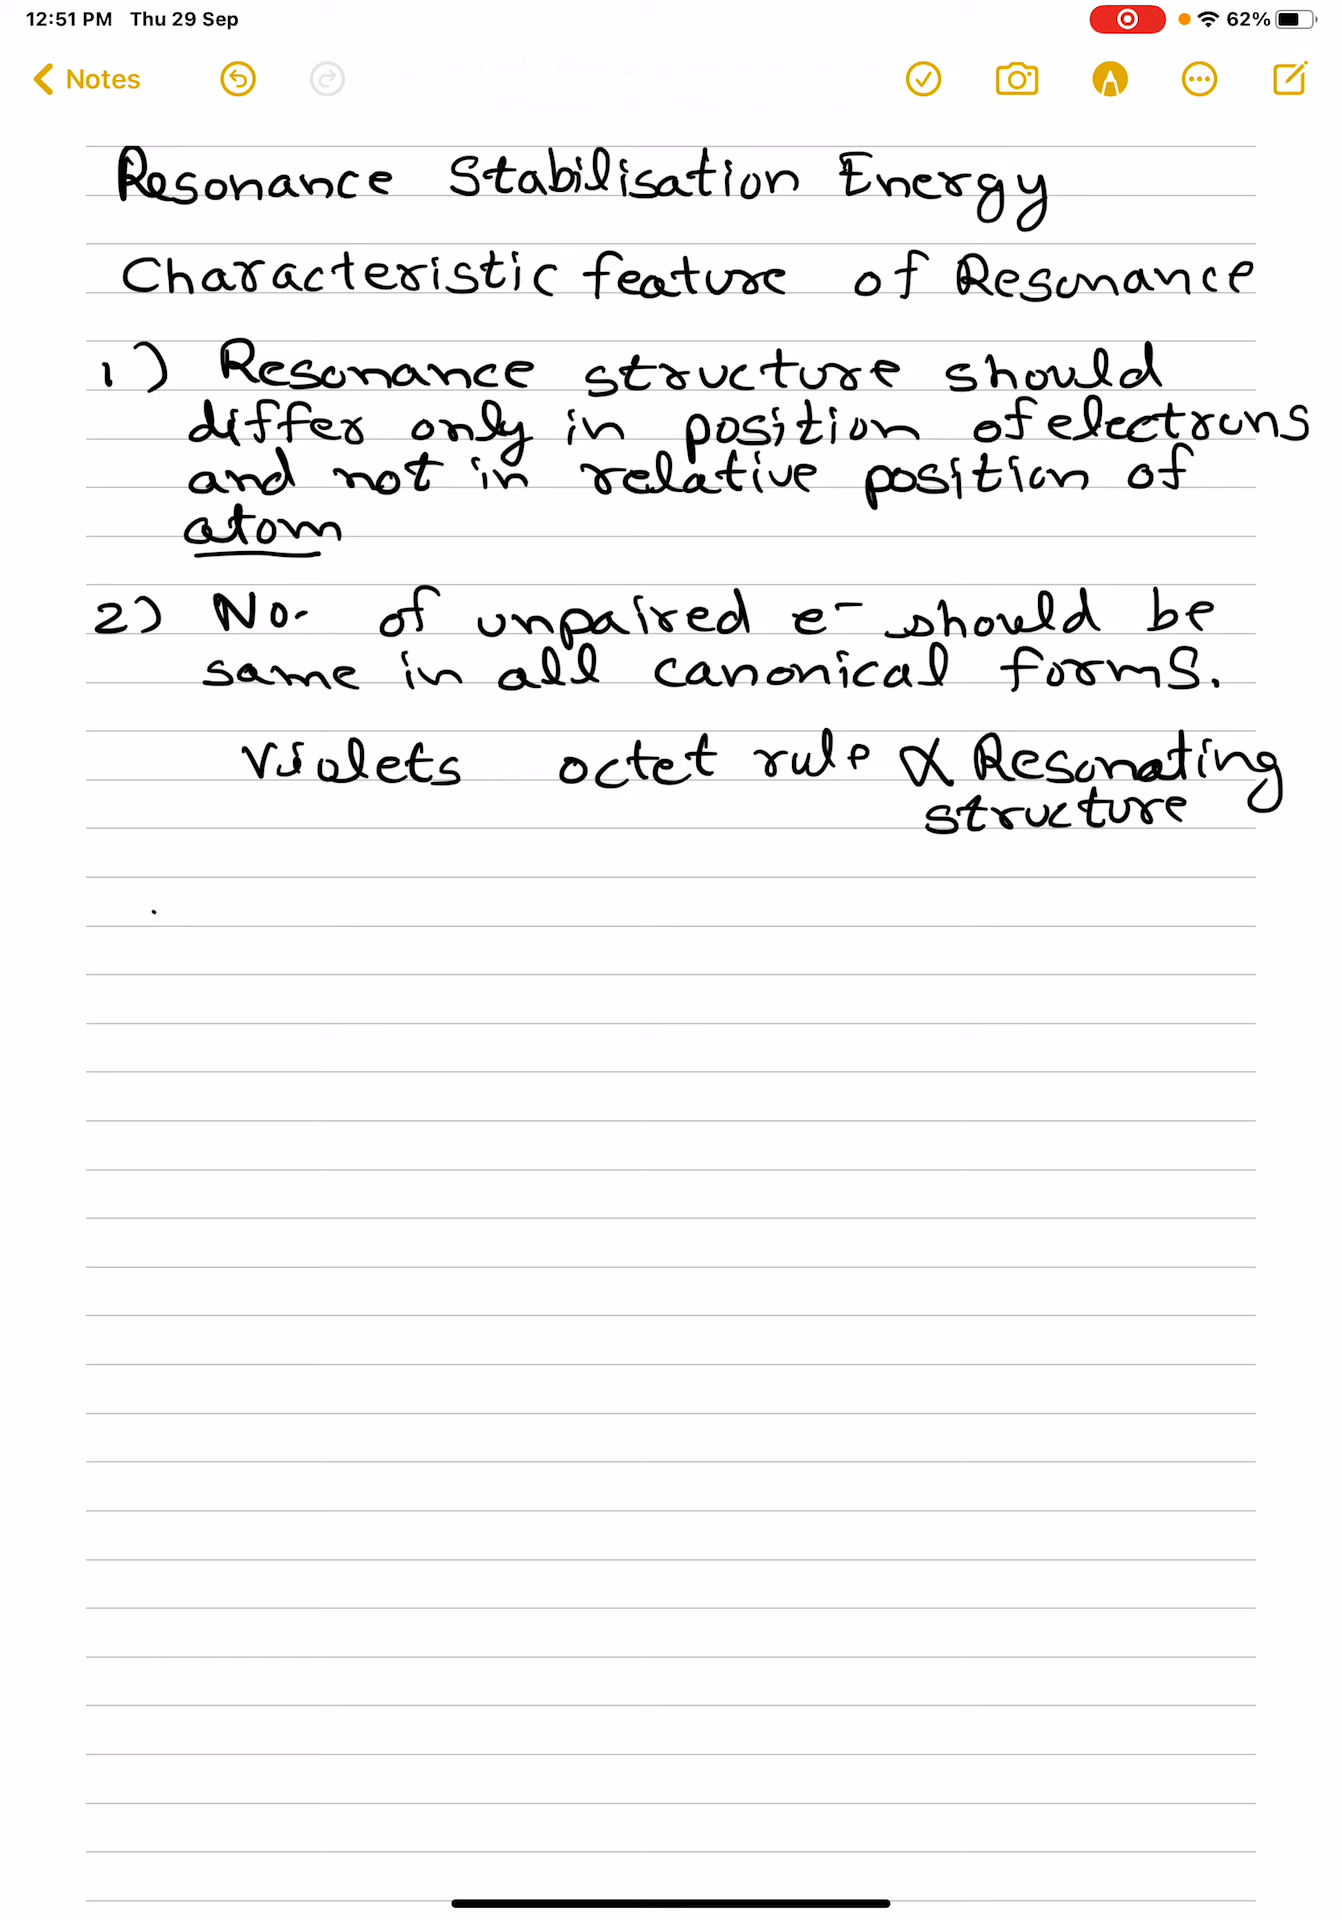 12:51 PM Thu 29 Sep 62%
Notes
Resonance Stabilisation Energy
Characteristic feature of Resonance
1) Resonance structure should
differ only in position of electrons
and not in relative position of
atom
2) No. of unpaired e⁻ should be
same in all canonical forms.
Violets octet rule X Resonating
structure